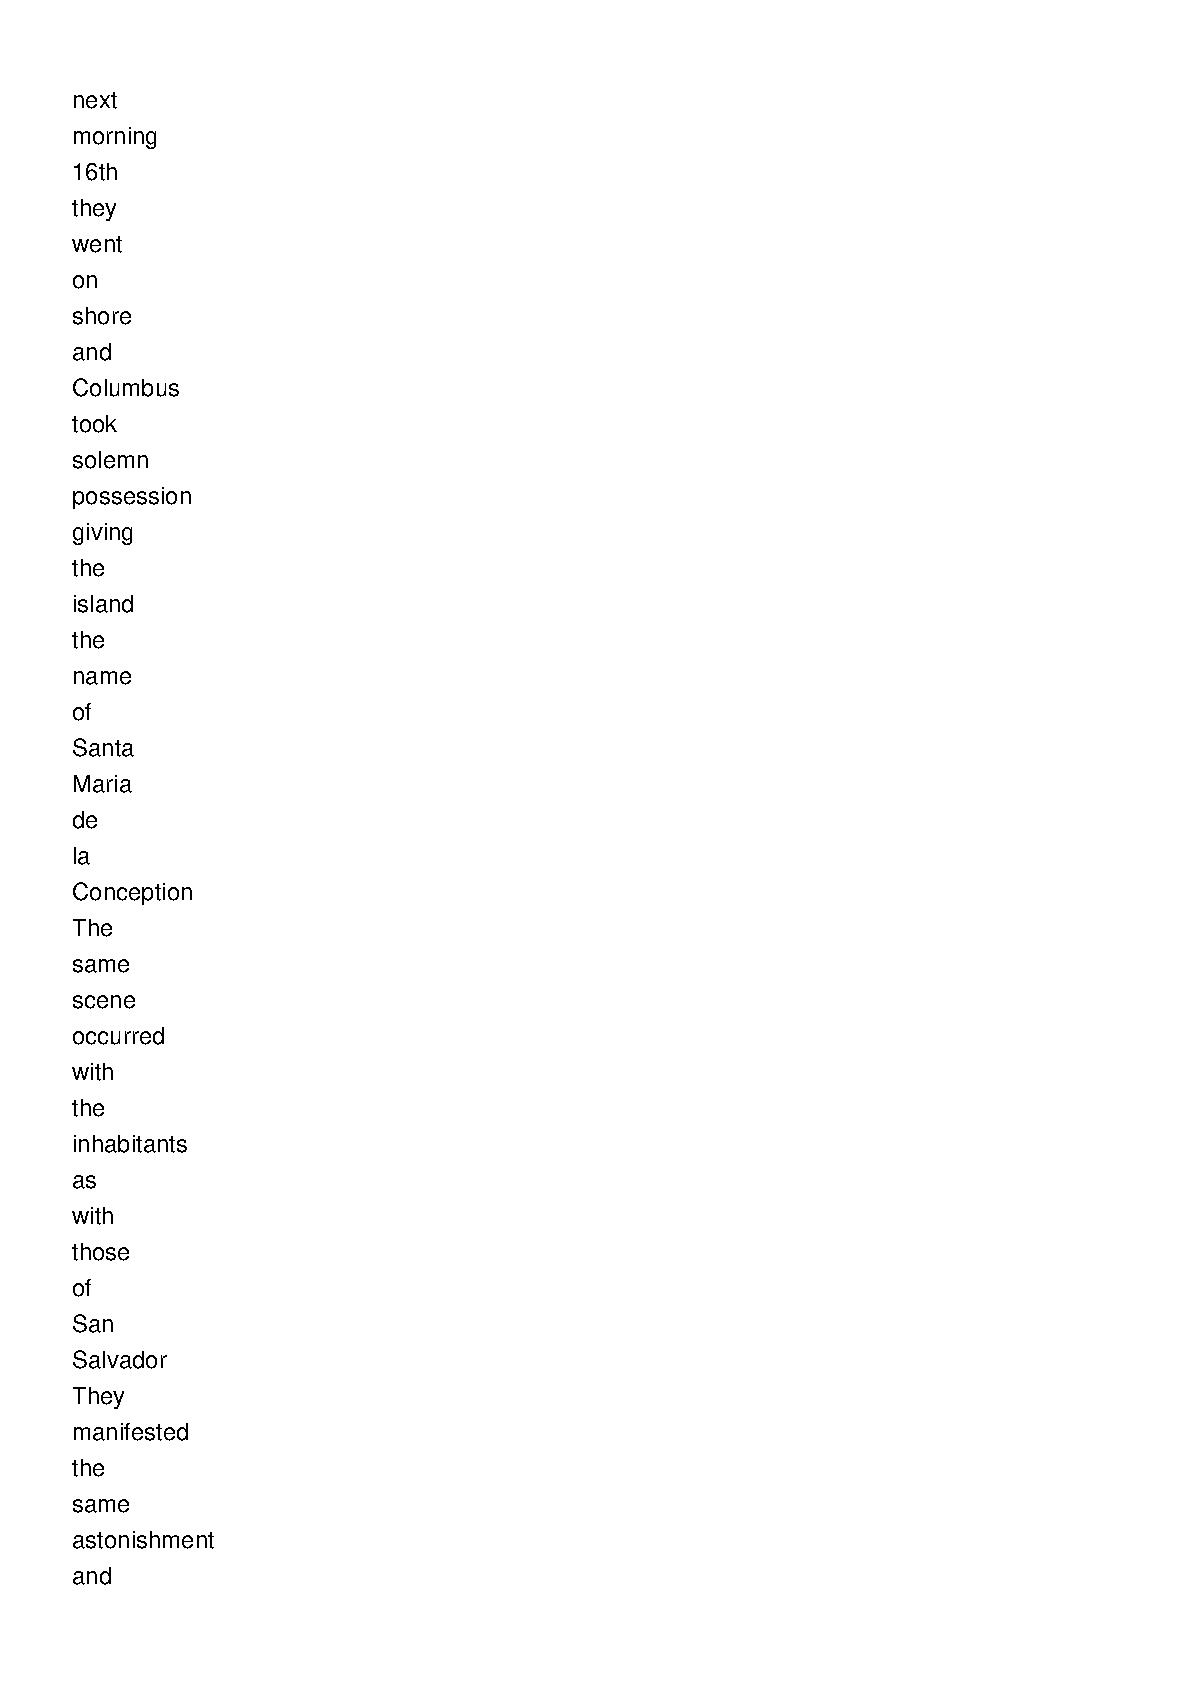 next
morning
16th
they
went
on
shore
and
Columbus
took
solemn
possession
giving
the
island
the
name
of
Santa
Maria
de
la
Conception
The
same
scene
occurred
with
the
inhabitants
as
with
those
of
San
Salvador
They
manifested
the
same
astonishment
and